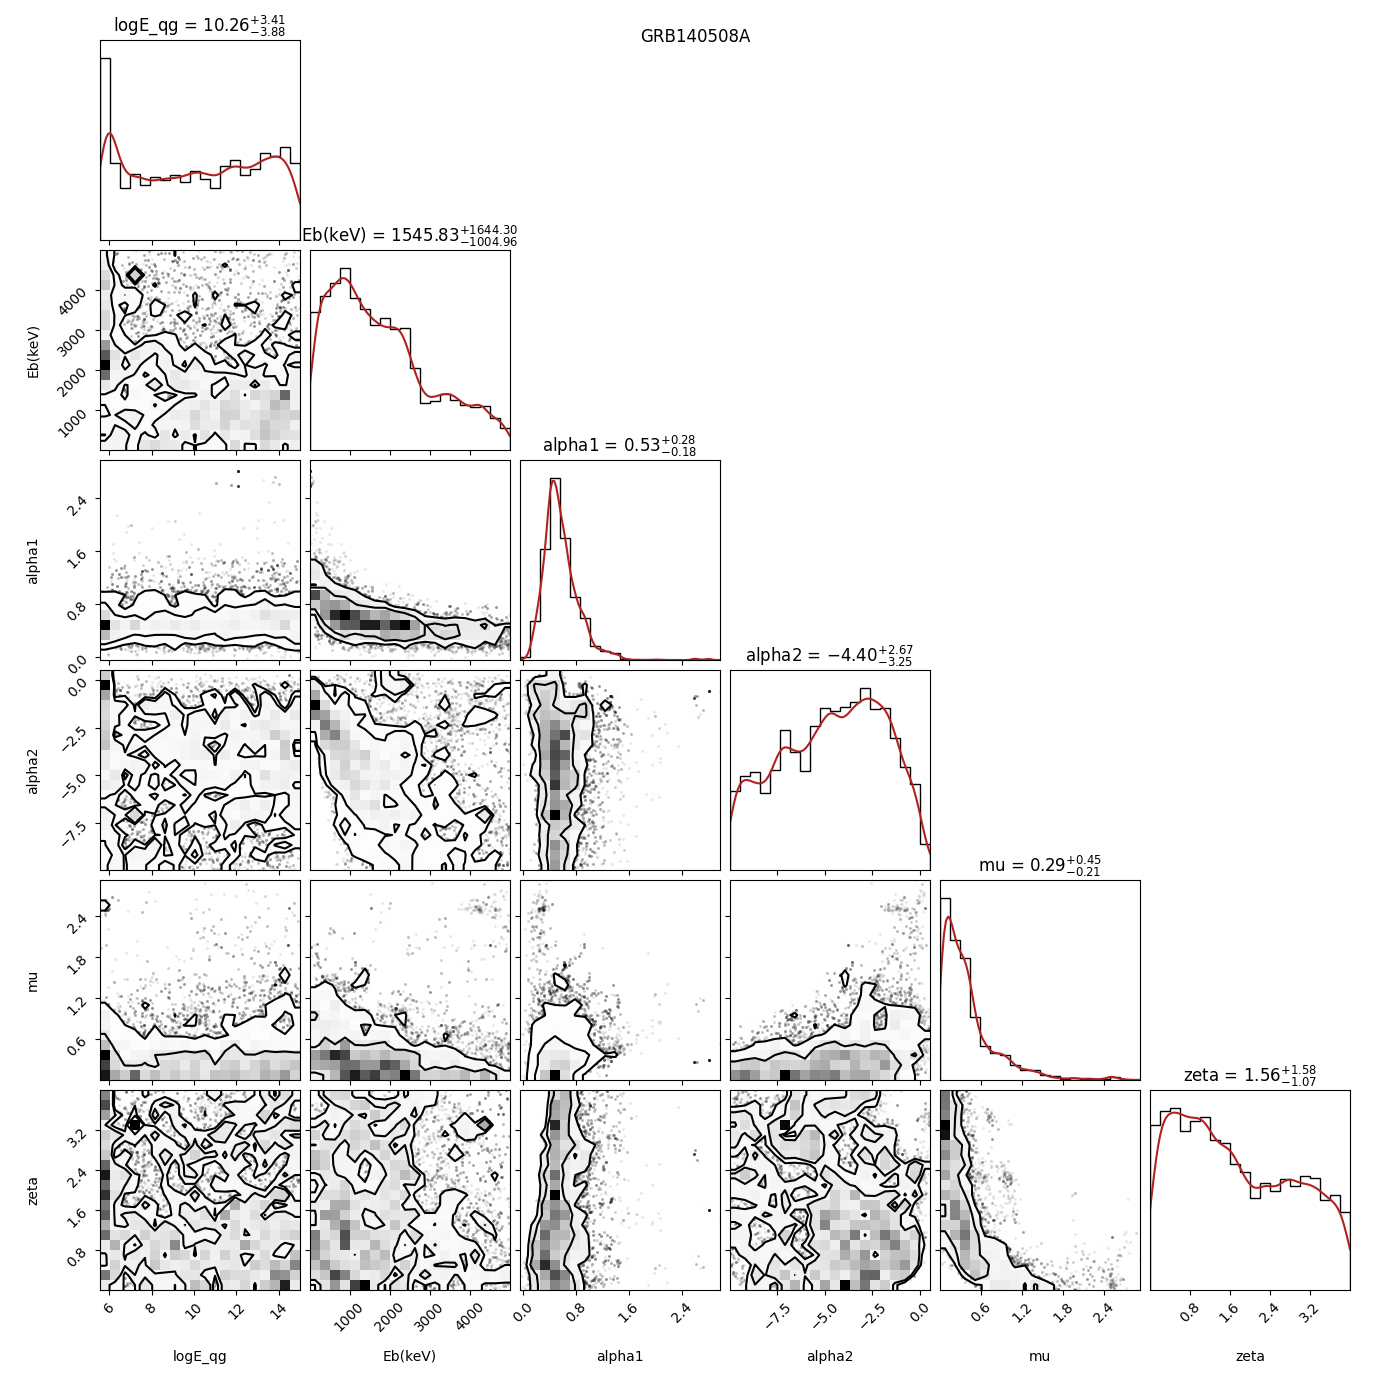 GRB140508A
logE_qg = 10.26+3.41−3.88
Eb(keV) = 1545.83+1644.30−1004.96
Eb(keV)
4000
3000
2000
1000
alpha1 = 0.53+0.28−0.18
alpha1
2.4
1.6
0.8
0.0
alpha2 = −4.40+2.67−3.25
alpha2
0.0
−2.5
−5.0
−7.5
mu = 0.29+0.45−0.21
mu
2.4
1.8
1.2
0.6
zeta = 1.56+1.58−1.07
zeta
3.2
2.4
1.6
0.8
6 8 10 12 14
1000 2000 3000 4000
0.0 0.8 1.6 2.4
−7.5 −5.0 −2.5 0.0
0.6 1.2 1.8 2.4
0.8 1.6 2.4 3.2
logE_qg Eb(keV) alpha1 alpha2 mu zeta